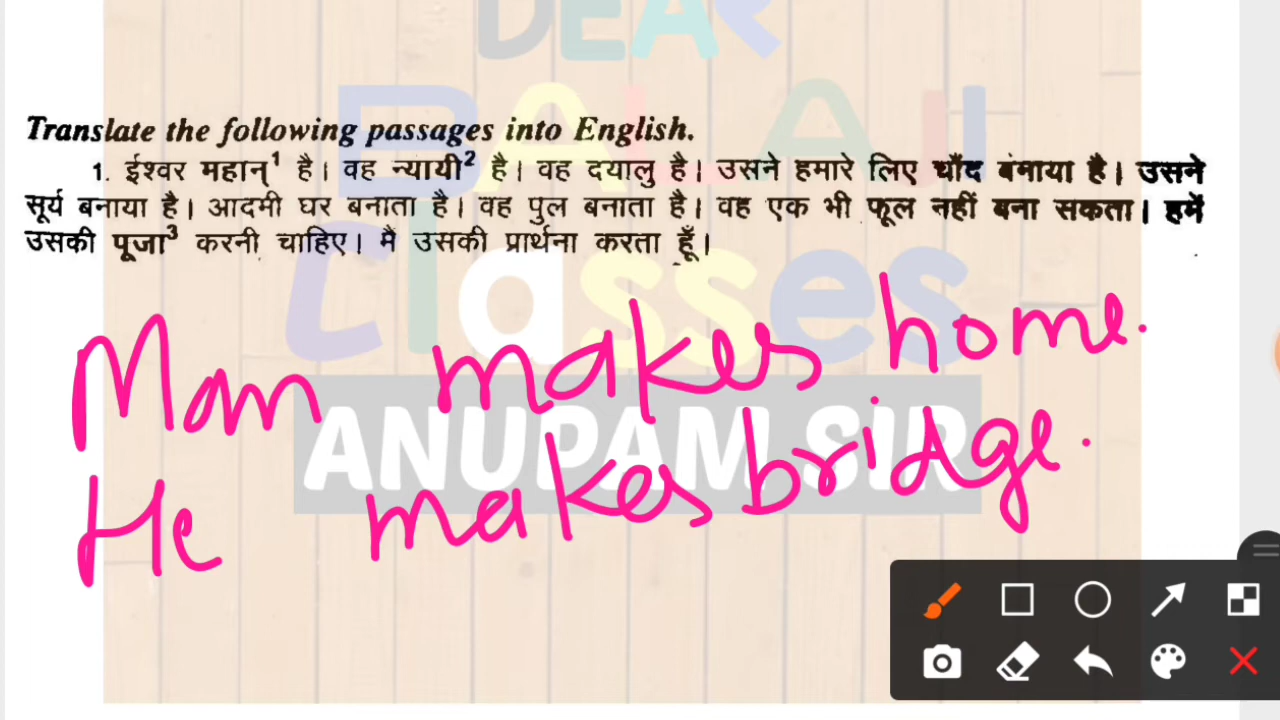 DEAR
BALAJI
Classes
ANUPAM SIR
Translate the following passages into English.
1. ईश्वर महान्¹ है। वह न्यायी² है। वह दयालु है। उसने हमारे लिए चाँद बनाया है। उसने
सूर्य बनाया है। आदमी घर बनाता है। वह पुल बनाता है। वह एक भी फूल नहीं बना सकता। हमें
उसकी पूजा³ करनी चाहिए। मैं उसकी प्रार्थना करता हूँ।
Man makes home.
He makes bridge.